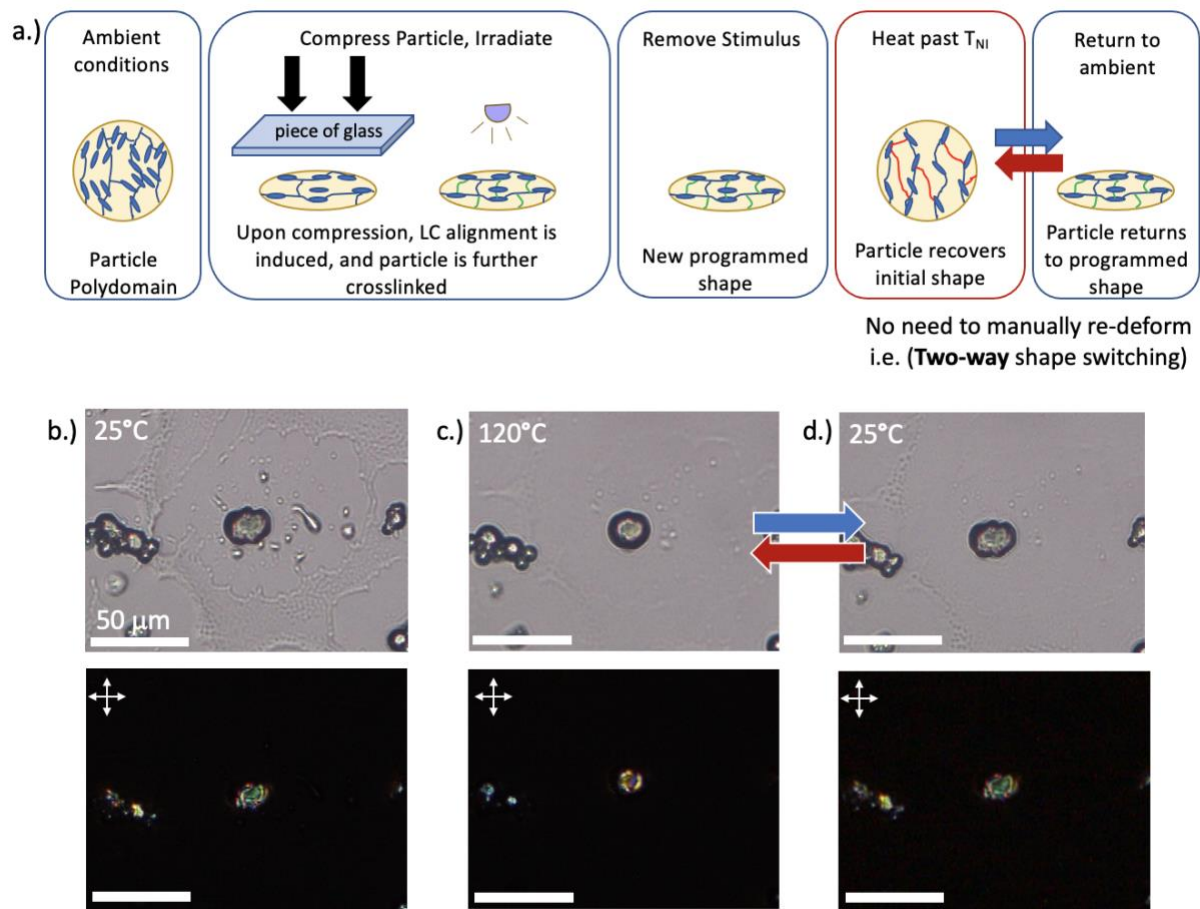 a.)
Ambient
conditions
Particle
Polydomain
Compress Particle, Irradiate
piece of glass
Upon compression, LC alignment is
induced, and particle is further
crosslinked
Remove Stimulus
New programmed
shape
Heat past TNI
Particle recovers
initial shape
Return to
ambient
Particle returns
to programmed
shape
No need to manually re-deform
i.e. (Two-way shape switching)
b.)
25°C
50 μm
c.)
120°C
d.)
25°C